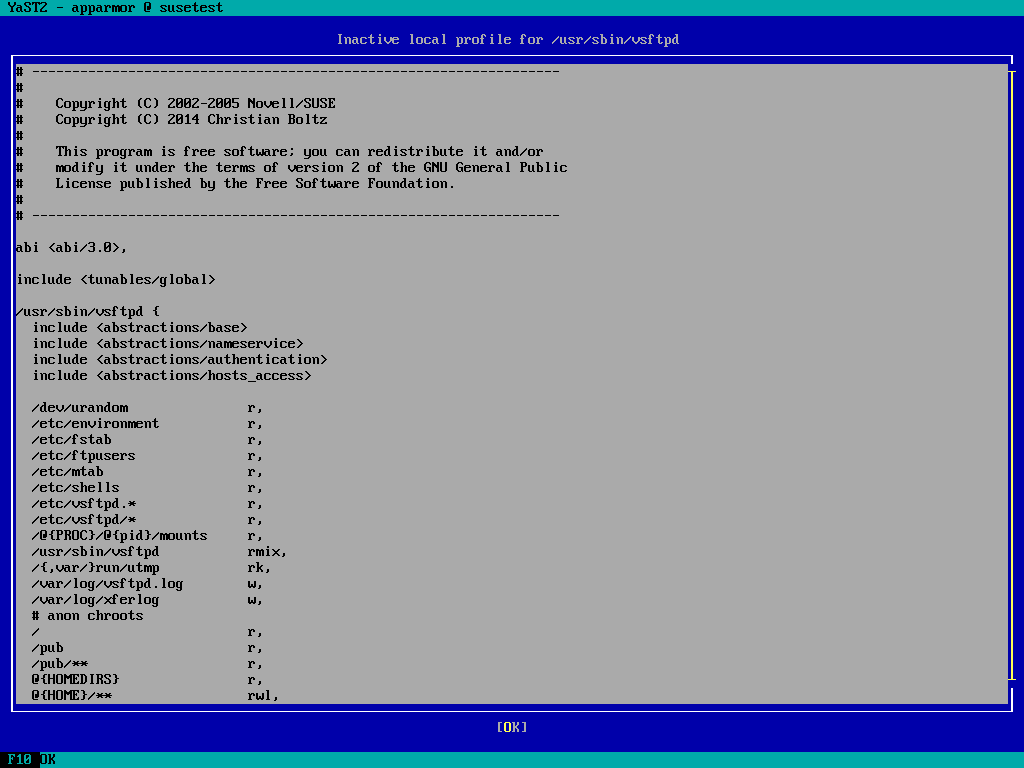 YaST2 - apparmor @ susetest
Inactive local profile for /usr/sbin/vsftpd
# ------------------------------------------------------------------
#
#    Copyright (C) 2002-2005 Novell/SUSE
#    Copyright (C) 2014 Christian Boltz
#
#    This program is free software; you can redistribute it and/or
#    modify it under the terms of version 2 of the GNU General Public
#    License published by the Free Software Foundation.
#
# ------------------------------------------------------------------
abi <abi/3.0>,
include <tunables/global>
/usr/sbin/vsftpd {
  include <abstractions/base>
  include <abstractions/nameservice>
  include <abstractions/authentication>
  include <abstractions/hosts_access>
  /dev/urandom               r,
  /etc/environment           r,
  /etc/fstab                 r,
  /etc/ftpusers              r,
  /etc/mtab                  r,
  /etc/shells                r,
  /etc/vsftpd.*              r,
  /etc/vsftpd/*              r,
  /@{PROC}/@{pid}/mounts     r,
  /usr/sbin/vsftpd           rmix,
  /{,var/}run/utmp           rk,
  /var/log/vsftpd.log        w,
  /var/log/xferlog           w,
  # anon chroots
  /                          r,
  /pub                       r,
  /pub/**                    r,
  @{HOMEDIRS}                r,
  @{HOME}/**                 rwl,
[OK]
F10 OK